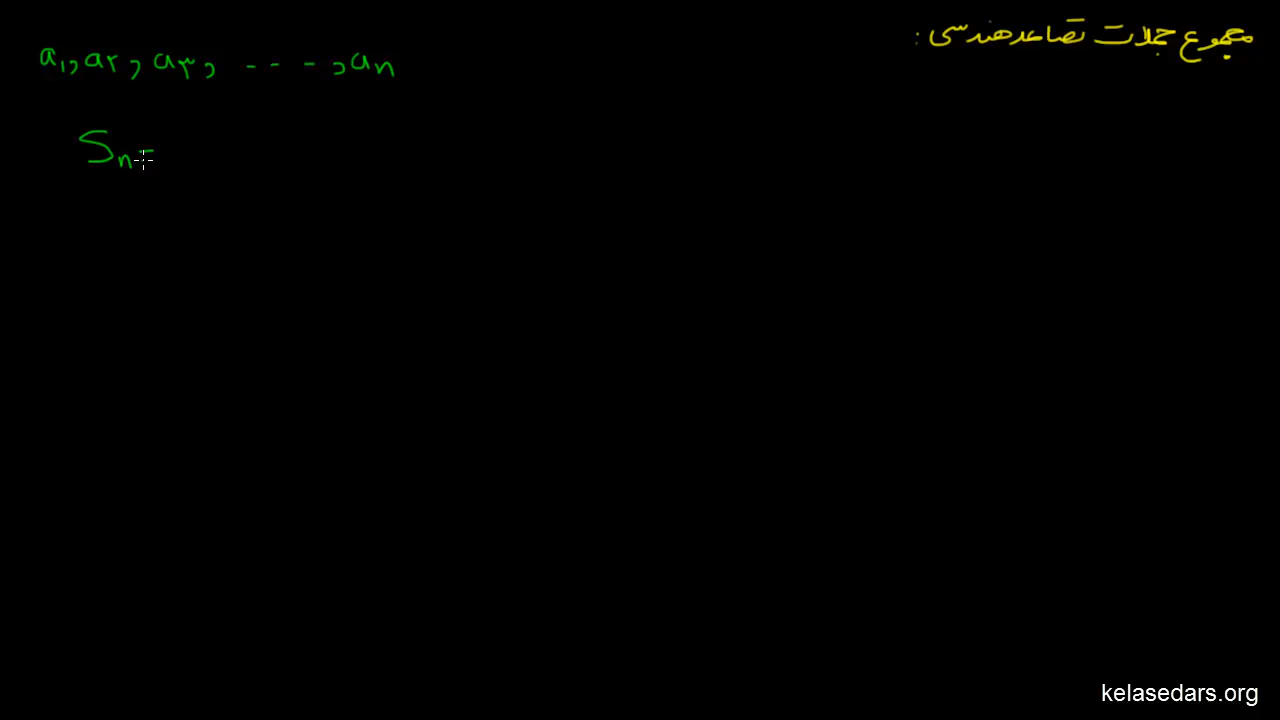 مجموع جملات تصاعد هندسی :
a۱, a۲, a۳, ...., an
Sn=
kelasedars.org